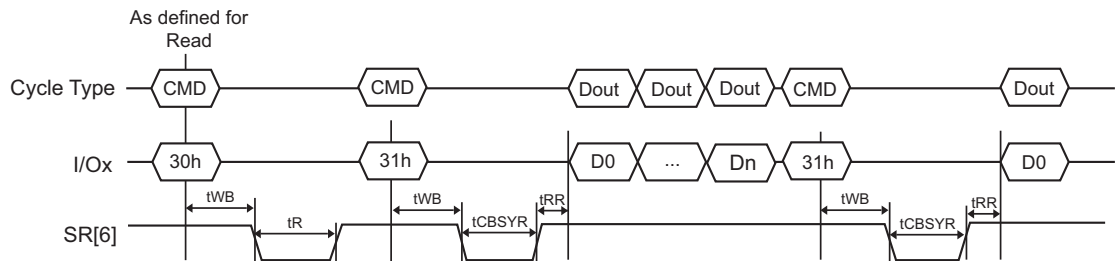 As defined for
Read
Cycle Type CMD CMD Dout Dout Dout CMD Dout
I/Ox 30h 31h D0 ... Dn 31h D0
tWB tR tWB tCBSYR tRR tWB tCBSYR tRR
SR[6]